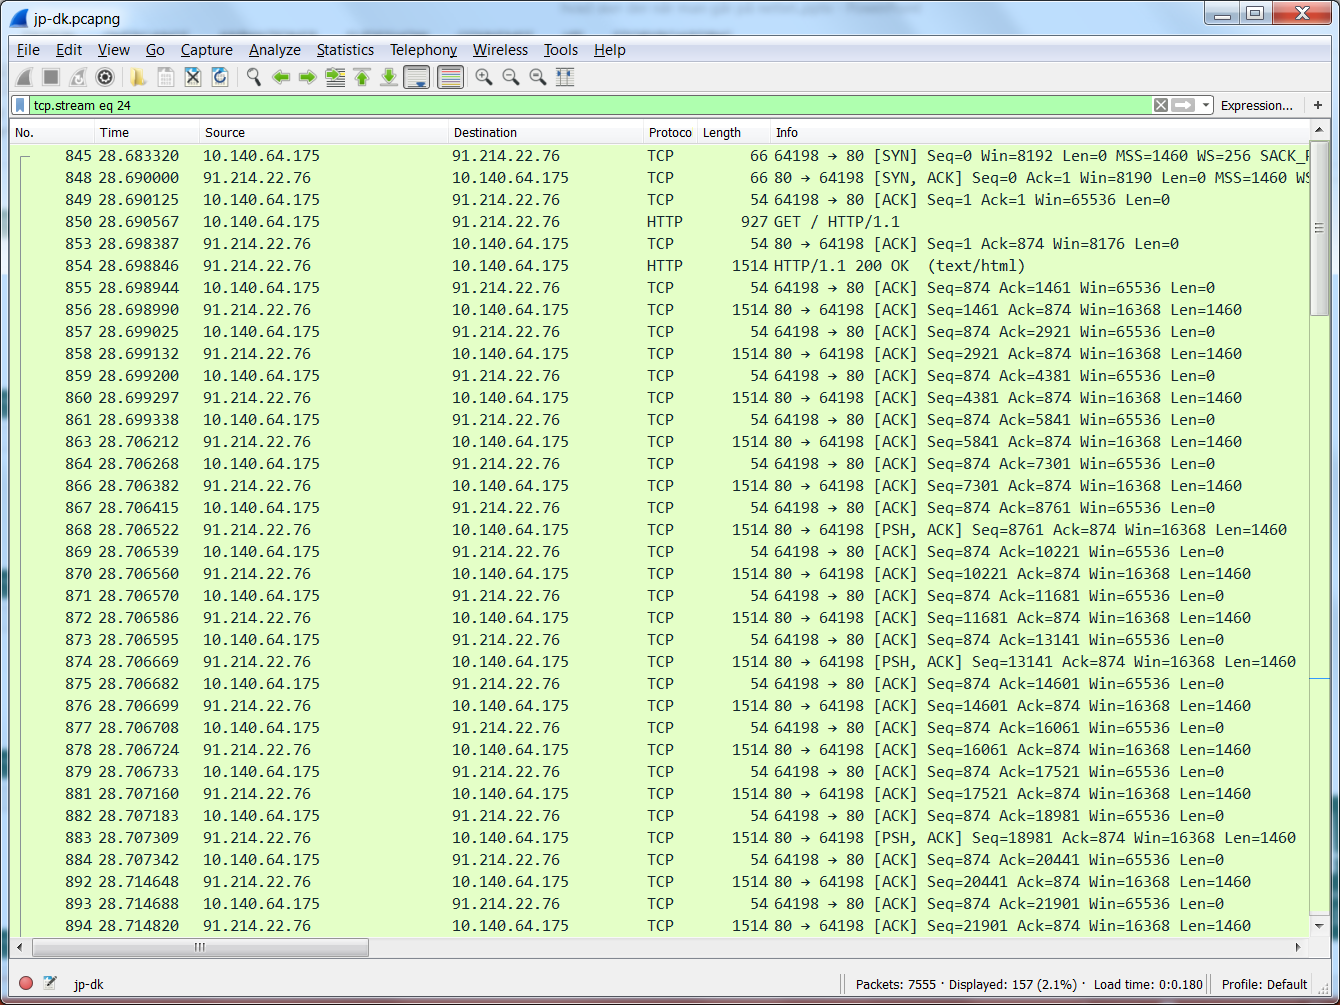 jp-dk.pcapng
File Edit View Go Capture Analyze Statistics Telephony Wireless Tools Help
tcp.stream eq 24 Expression... +
No. Time Source Destination Protoco Length Info
845 28.683320 10.140.64.175 91.214.22.76 TCP 66 64198 → 80 [SYN] Seq=0 Win=8192 Len=0 MSS=1460 WS=256 SACK_P
848 28.690000 91.214.22.76 10.140.64.175 TCP 66 80 → 64198 [SYN, ACK] Seq=0 Ack=1 Win=8190 Len=0 MSS=1460 WS
849 28.690125 10.140.64.175 91.214.22.76 TCP 54 64198 → 80 [ACK] Seq=1 Ack=1 Win=65536 Len=0
850 28.690567 10.140.64.175 91.214.22.76 HTTP 927 GET / HTTP/1.1
853 28.698387 91.214.22.76 10.140.64.175 TCP 54 80 → 64198 [ACK] Seq=1 Ack=874 Win=8176 Len=0
854 28.698846 91.214.22.76 10.140.64.175 HTTP 1514 HTTP/1.1 200 OK (text/html)
855 28.698944 10.140.64.175 91.214.22.76 TCP 54 64198 → 80 [ACK] Seq=874 Ack=1461 Win=65536 Len=0
856 28.698990 91.214.22.76 10.140.64.175 TCP 1514 80 → 64198 [ACK] Seq=1461 Ack=874 Win=16368 Len=1460
857 28.699025 10.140.64.175 91.214.22.76 TCP 54 64198 → 80 [ACK] Seq=874 Ack=2921 Win=65536 Len=0
858 28.699132 91.214.22.76 10.140.64.175 TCP 1514 80 → 64198 [ACK] Seq=2921 Ack=874 Win=16368 Len=1460
859 28.699200 10.140.64.175 91.214.22.76 TCP 54 64198 → 80 [ACK] Seq=874 Ack=4381 Win=65536 Len=0
860 28.699297 91.214.22.76 10.140.64.175 TCP 1514 80 → 64198 [ACK] Seq=4381 Ack=874 Win=16368 Len=1460
861 28.699338 10.140.64.175 91.214.22.76 TCP 54 64198 → 80 [ACK] Seq=874 Ack=5841 Win=65536 Len=0
863 28.706212 91.214.22.76 10.140.64.175 TCP 1514 80 → 64198 [ACK] Seq=5841 Ack=874 Win=16368 Len=1460
864 28.706268 10.140.64.175 91.214.22.76 TCP 54 64198 → 80 [ACK] Seq=874 Ack=7301 Win=65536 Len=0
866 28.706382 91.214.22.76 10.140.64.175 TCP 1514 80 → 64198 [ACK] Seq=7301 Ack=874 Win=16368 Len=1460
867 28.706415 10.140.64.175 91.214.22.76 TCP 54 64198 → 80 [ACK] Seq=874 Ack=8761 Win=65536 Len=0
868 28.706522 91.214.22.76 10.140.64.175 TCP 1514 80 → 64198 [PSH, ACK] Seq=8761 Ack=874 Win=16368 Len=1460
869 28.706539 10.140.64.175 91.214.22.76 TCP 54 64198 → 80 [ACK] Seq=874 Ack=10221 Win=65536 Len=0
870 28.706560 91.214.22.76 10.140.64.175 TCP 1514 80 → 64198 [ACK] Seq=10221 Ack=874 Win=16368 Len=1460
871 28.706570 10.140.64.175 91.214.22.76 TCP 54 64198 → 80 [ACK] Seq=874 Ack=11681 Win=65536 Len=0
872 28.706586 91.214.22.76 10.140.64.175 TCP 1514 80 → 64198 [ACK] Seq=11681 Ack=874 Win=16368 Len=1460
873 28.706595 10.140.64.175 91.214.22.76 TCP 54 64198 → 80 [ACK] Seq=874 Ack=13141 Win=65536 Len=0
874 28.706669 91.214.22.76 10.140.64.175 TCP 1514 80 → 64198 [PSH, ACK] Seq=13141 Ack=874 Win=16368 Len=1460
875 28.706682 10.140.64.175 91.214.22.76 TCP 54 64198 → 80 [ACK] Seq=874 Ack=14601 Win=65536 Len=0
876 28.706699 91.214.22.76 10.140.64.175 TCP 1514 80 → 64198 [ACK] Seq=14601 Ack=874 Win=16368 Len=1460
877 28.706708 10.140.64.175 91.214.22.76 TCP 54 64198 → 80 [ACK] Seq=874 Ack=16061 Win=65536 Len=0
878 28.706724 91.214.22.76 10.140.64.175 TCP 1514 80 → 64198 [ACK] Seq=16061 Ack=874 Win=16368 Len=1460
879 28.706733 10.140.64.175 91.214.22.76 TCP 54 64198 → 80 [ACK] Seq=874 Ack=17521 Win=65536 Len=0
881 28.707160 91.214.22.76 10.140.64.175 TCP 1514 80 → 64198 [ACK] Seq=17521 Ack=874 Win=16368 Len=1460
882 28.707183 10.140.64.175 91.214.22.76 TCP 54 64198 → 80 [ACK] Seq=874 Ack=18981 Win=65536 Len=0
883 28.707309 91.214.22.76 10.140.64.175 TCP 1514 80 → 64198 [PSH, ACK] Seq=18981 Ack=874 Win=16368 Len=1460
884 28.707342 10.140.64.175 91.214.22.76 TCP 54 64198 → 80 [ACK] Seq=874 Ack=20441 Win=65536 Len=0
892 28.714648 91.214.22.76 10.140.64.175 TCP 1514 80 → 64198 [ACK] Seq=20441 Ack=874 Win=16368 Len=1460
893 28.714688 10.140.64.175 91.214.22.76 TCP 54 64198 → 80 [ACK] Seq=874 Ack=21901 Win=65536 Len=0
894 28.714820 91.214.22.76 10.140.64.175 TCP 1514 80 → 64198 [ACK] Seq=21901 Ack=874 Win=16368 Len=1460
jp-dk Packets: 7555 · Displayed: 157 (2.1%) · Load time: 0:0.180 Profile: Default